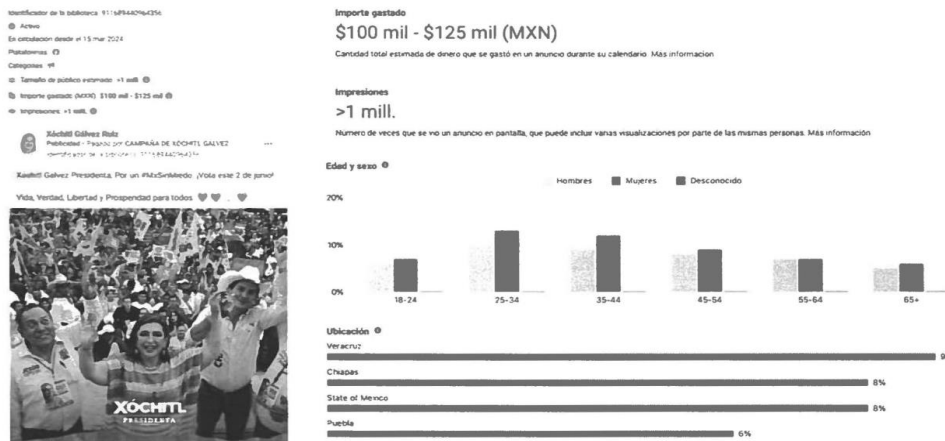 Identificador de la biblioteca: 911689440964356
Activo
En circulación desde el 15 mar 2024
Plataformas
Categorías
Tamaño de público estimado: >1 mill.
Importe gastado (MXN): $100 mil - $125 mil
Impresiones: >1 mill.
Xóchitl Gálvez Ruiz
Publicidad • Pagado por CAMPAÑA DE XÓCHITL GÁLVEZ
Xóchitl Gálvez Presidenta, Por un #MxSinMiedo. ¡Vota este 2 de junio!
Vida, Verdad, Libertad y Prosperidad para todos
XÓCHITL
PRESIDENTA
Importe gastado
$100 mil - $125 mil (MXN)
Cantidad total estimada de dinero que se gastó en un anuncio durante su calendario. Más información
Impresiones
>1 mill.
Número de veces que se vio un anuncio en pantalla, que puede incluir varias visualizaciones por parte de las mismas personas. Más información
Edad y sexo
Hombres Mujeres Desconocido
20%
10%
0%
18-24 25-34 35-44 45-54 55-64 65+
Ubicación
Veracruz
9
Chiapas
8%
State of Mexico
8%
Puebla
6%